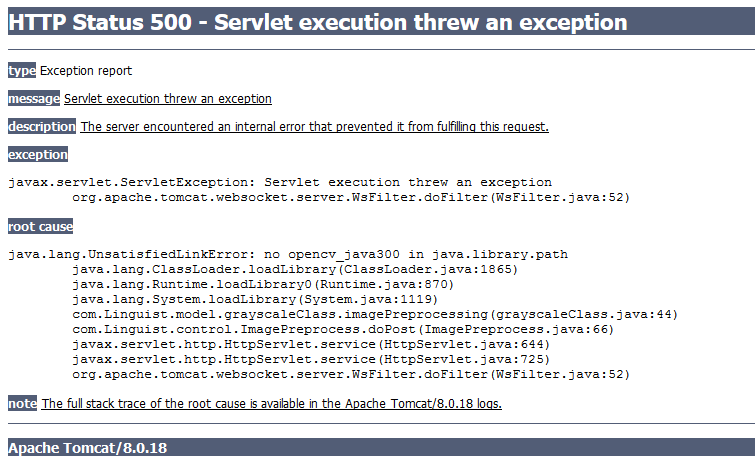 HTTP Status 500 - Servlet execution threw an exception
type Exception report
message Servlet execution threw an exception
description The server encountered an internal error that prevented it from fulfilling this request.
exception
javax.servlet.ServletException: Servlet execution threw an exception
org.apache.tomcat.websocket.server.WsFilter.doFilter(WsFilter.java:52)
root cause
java.lang.UnsatisfiedLinkError: no opencv_java300 in java.library.path
java.lang.ClassLoader.loadLibrary(ClassLoader.java:1865)
java.lang.Runtime.loadLibrary0(Runtime.java:870)
java.lang.System.loadLibrary(System.java:1119)
com.Linguist.model.grayscaleClass.imagePreprocessing(grayscaleClass.java:44)
com.Linguist.control.ImagePreprocess.doPost(ImagePreprocess.java:66)
javax.servlet.http.HttpServlet.service(HttpServlet.java:644)
javax.servlet.http.HttpServlet.service(HttpServlet.java:725)
org.apache.tomcat.websocket.server.WsFilter.doFilter(WsFilter.java:52)
note The full stack trace of the root cause is available in the Apache Tomcat/8.0.18 logs.
Apache Tomcat/8.0.18